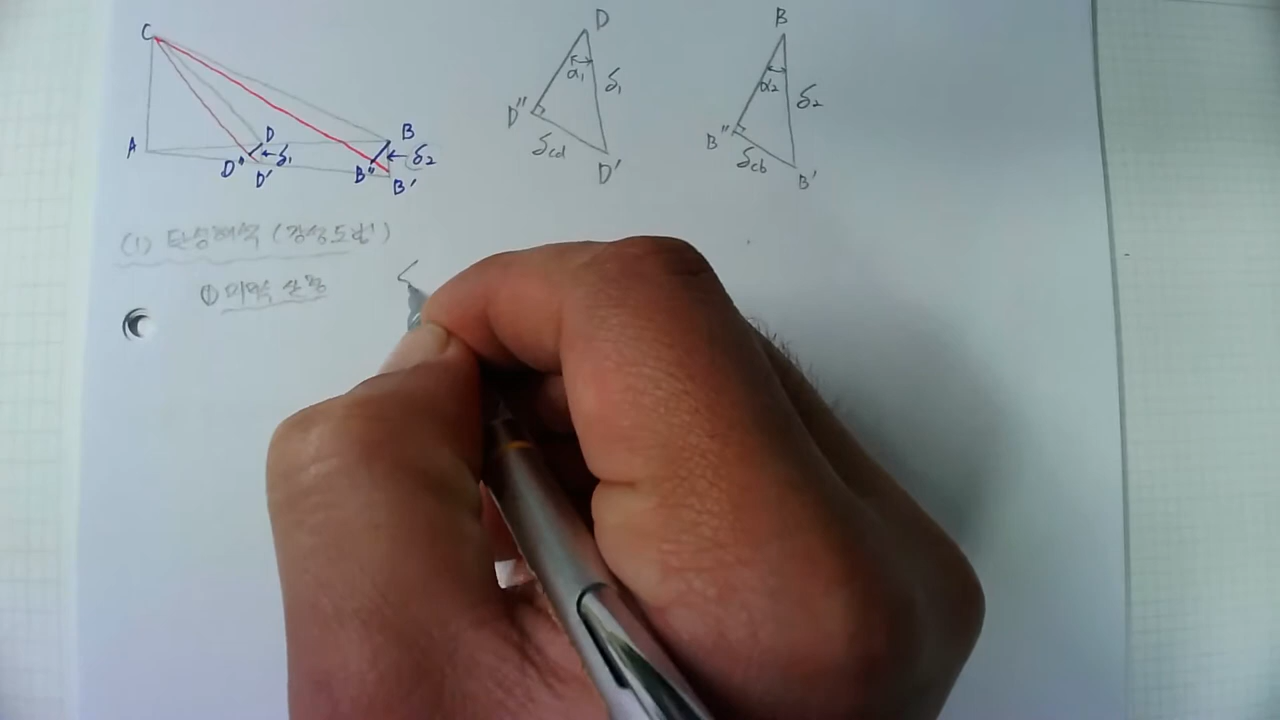 C
A
D
B
D" D' δ₁
B" B' δ₂
D
α₁
δ₁
D"
δcd
D'
B
α₂
δ₂
B"
δcb
B'
(1) 탄성해석 (강성도법)
① 미지수 산정